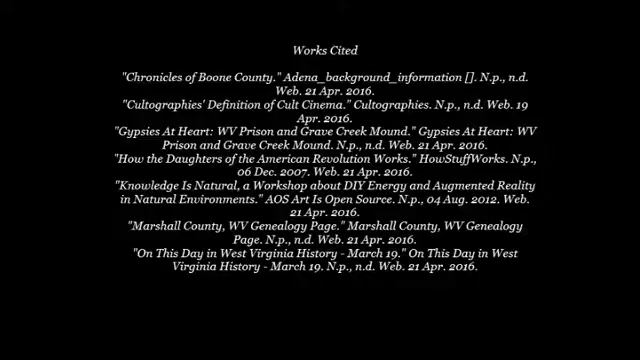 Works Cited
"Chronicles of Boone County." Adena_background_information []. N.p., n.d.
Web. 21 Apr. 2016.
"Cultographies' Definition of Cult Cinema." Cultographies. N.p., n.d. Web. 19
Apr. 2016.
"Gypsies At Heart: WV Prison and Grave Creek Mound." Gypsies At Heart: WV
Prison and Grave Creek Mound. N.p., n.d. Web. 21 Apr. 2016.
"How the Daughters of the American Revolution Works." HowStuffWorks. N.p.,
06 Dec. 2007. Web. 21 Apr. 2016.
"Knowledge Is Natural, a Workshop about DIY Energy and Augmented Reality
in Natural Environments." AOS Art Is Open Source. N.p., 04 Aug. 2012. Web.
21 Apr. 2016.
"Marshall County, WV Genealogy Page." Marshall County, WV Genealogy
Page. N.p., n.d. Web. 21 Apr. 2016.
"On This Day in West Virginia History - March 19." On This Day in West
Virginia History - March 19. N.p., n.d. Web. 21 Apr. 2016.